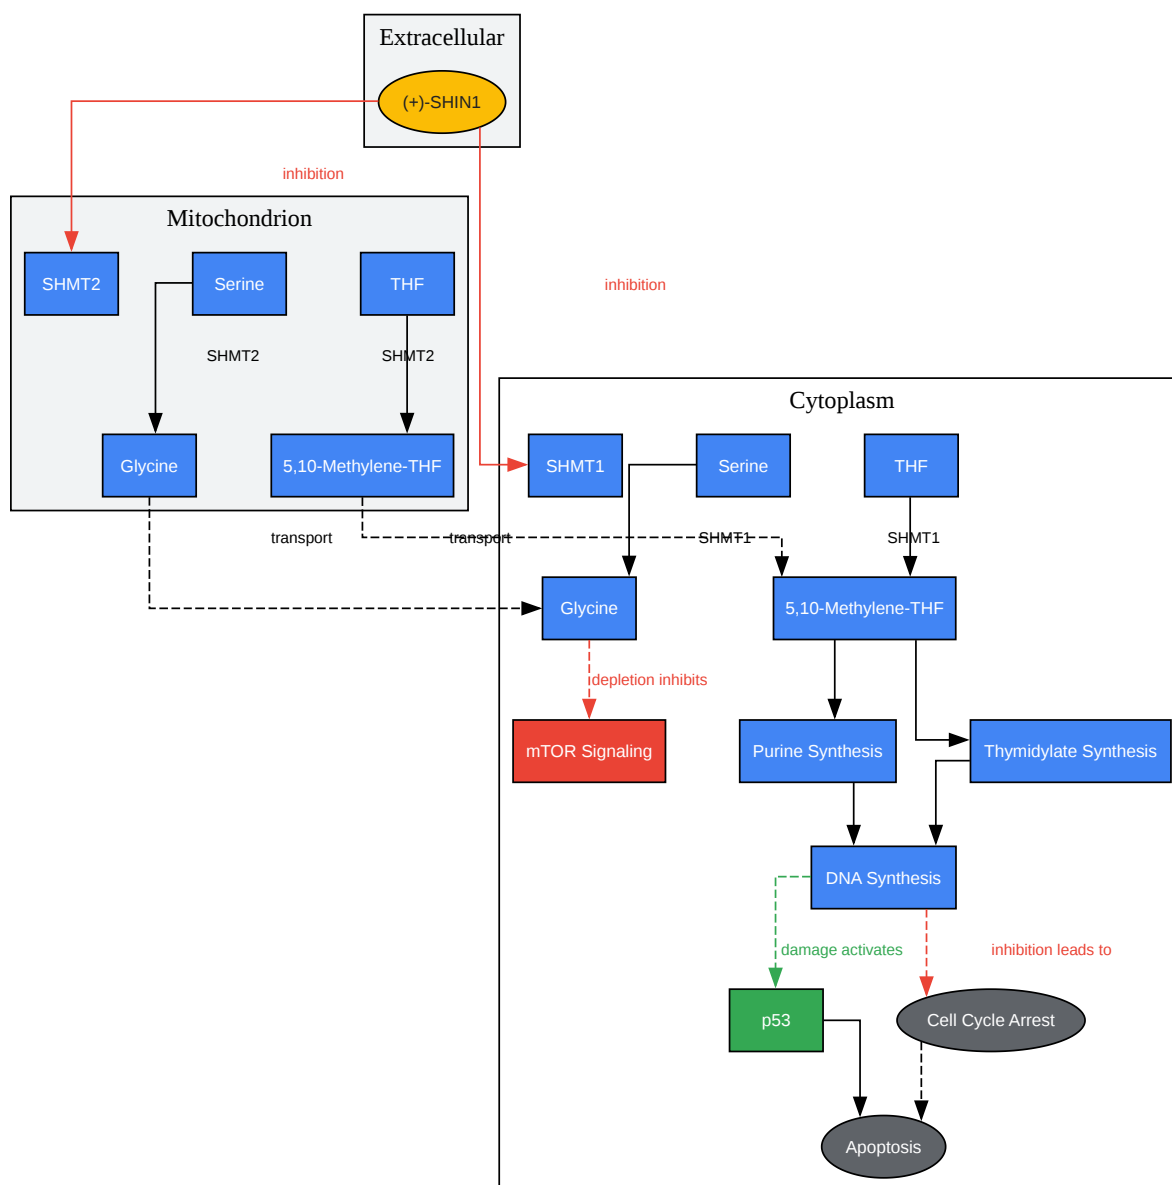 Extracellular
(+)-SHIN1
inhibition
Mitochondrion
SHMT2
Serine
THF
inhibition
SHMT2
SHMT2
Cytoplasm
Glycine
5,10-Methylene-THF
SHMT1
Serine
THF
transport
transport
SHMT1
SHMT1
Glycine
5,10-Methylene-THF
depletion inhibits
mTOR Signaling
Purine Synthesis
Thymidylate Synthesis
DNA Synthesis
damage activates
inhibition leads to
p53
Cell Cycle Arrest
Apoptosis